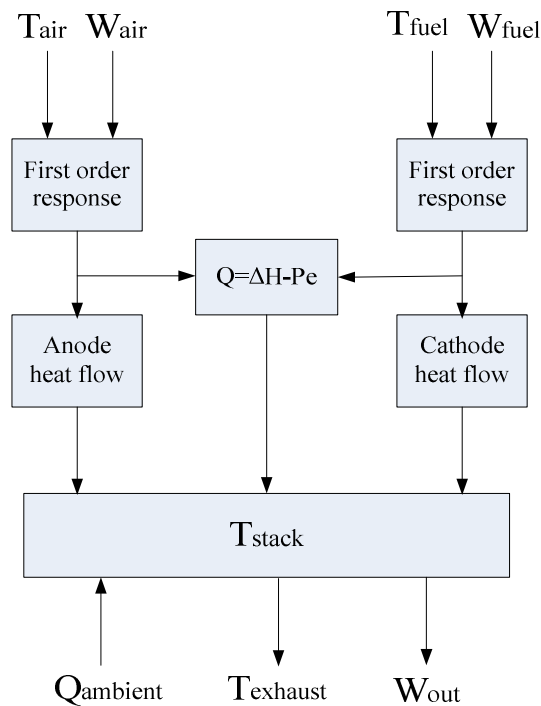 Tair Wair
Tfuel Wfuel
First order
response
First order
response
Q=ΔH-Pe
Anode
heat flow
Cathode
heat flow
Tstack
Qambient
Texhaust
Wout